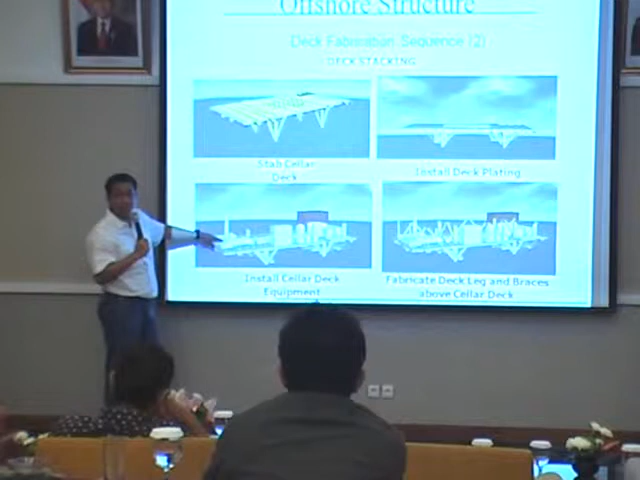 Offshore Structure
Deck Fabrication Sequence (2)
DECK STACKING
Stab Cellar
Deck
Install Deck Plating
Install Cellar Deck
Equipment
Fabricate Deck Leg and Braces
above Cellar Deck